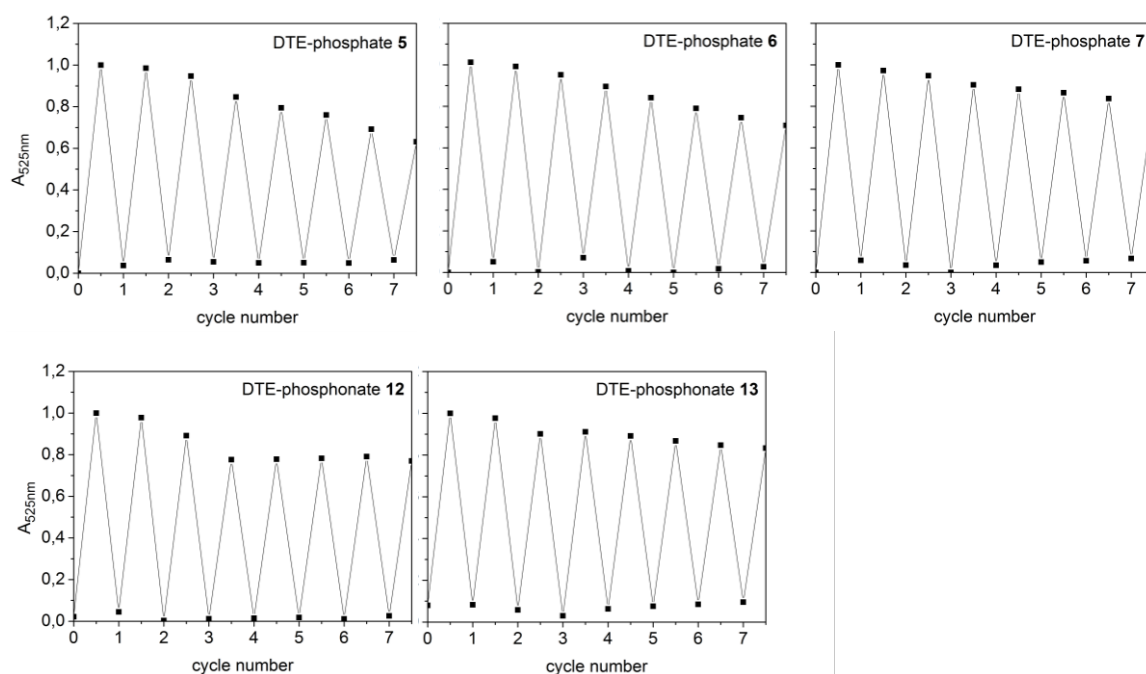 DTE-phosphate 5
1,2
1,0
0,8
0,6
0,4
0,2
0,0
A525nm
0 1 2 3 4 5 6 7
cycle number
DTE-phosphate 6
0 1 2 3 4 5 6 7
cycle number
DTE-phosphate 7
0 1 2 3 4 5 6 7
cycle number
DTE-phosphonate 12
1,2
1,0
0,8
0,6
0,4
0,2
0,0
A525nm
0 1 2 3 4 5 6 7
cycle number
DTE-phosphonate 13
0 1 2 3 4 5 6 7
cycle number